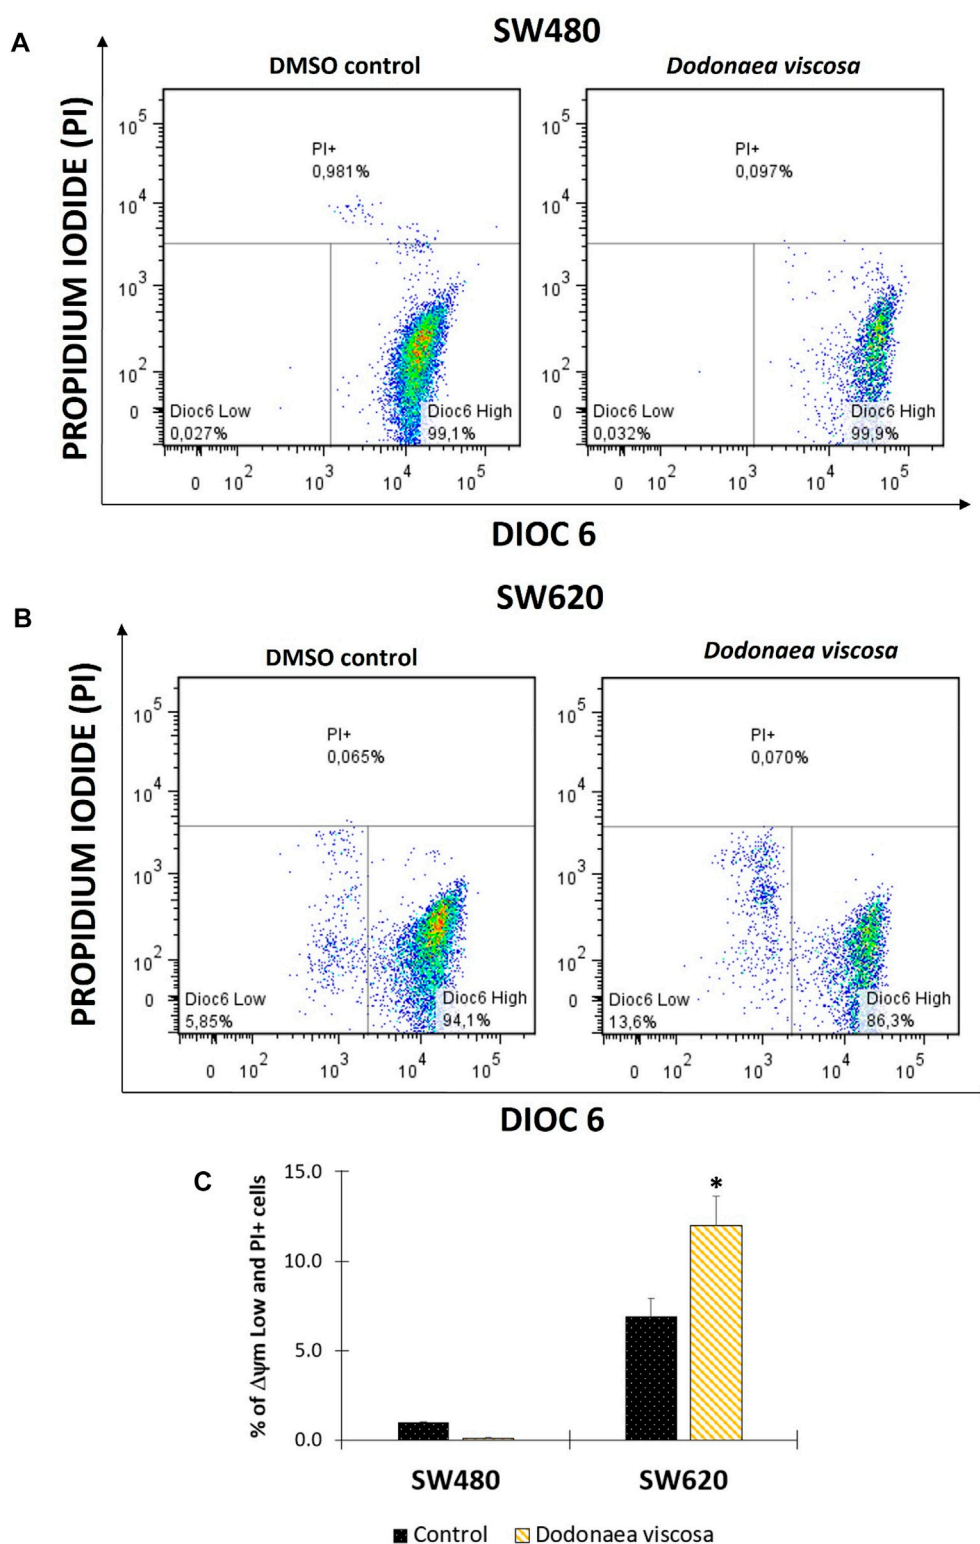 A
SW480
DMSO control
Dodonaea viscosa
PROPIDIUM IODIDE (PI)
10^5
10^4
10^3
10^2
0
PI+
0,981%
Dioc6 Low
0,027%
Dioc6 High
99,1%
0 10^2 10^3 10^4 10^5
10^5
10^4
10^3
10^2
0
PI+
0,097%
Dioc6 Low
0,032%
Dioc6 High
99,9%
0 10^2 10^3 10^4 10^5
DIOC 6
B
SW620
DMSO control
Dodonaea viscosa
PROPIDIUM IODIDE (PI)
10^5
10^4
10^3
10^2
0
PI+
0,065%
Dioc6 Low
5,85%
Dioc6 High
94,1%
0 10^2 10^3 10^4 10^5
10^5
10^4
10^3
10^2
0
PI+
0,070%
Dioc6 Low
13,6%
Dioc6 High
86,3%
0 10^2 10^3 10^4 10^5
DIOC 6
C
% of Δψm Low and PI+ cells
15.0
10.0
5.0
0.0
*
SW480 SW620
Control Dodonaea viscosa